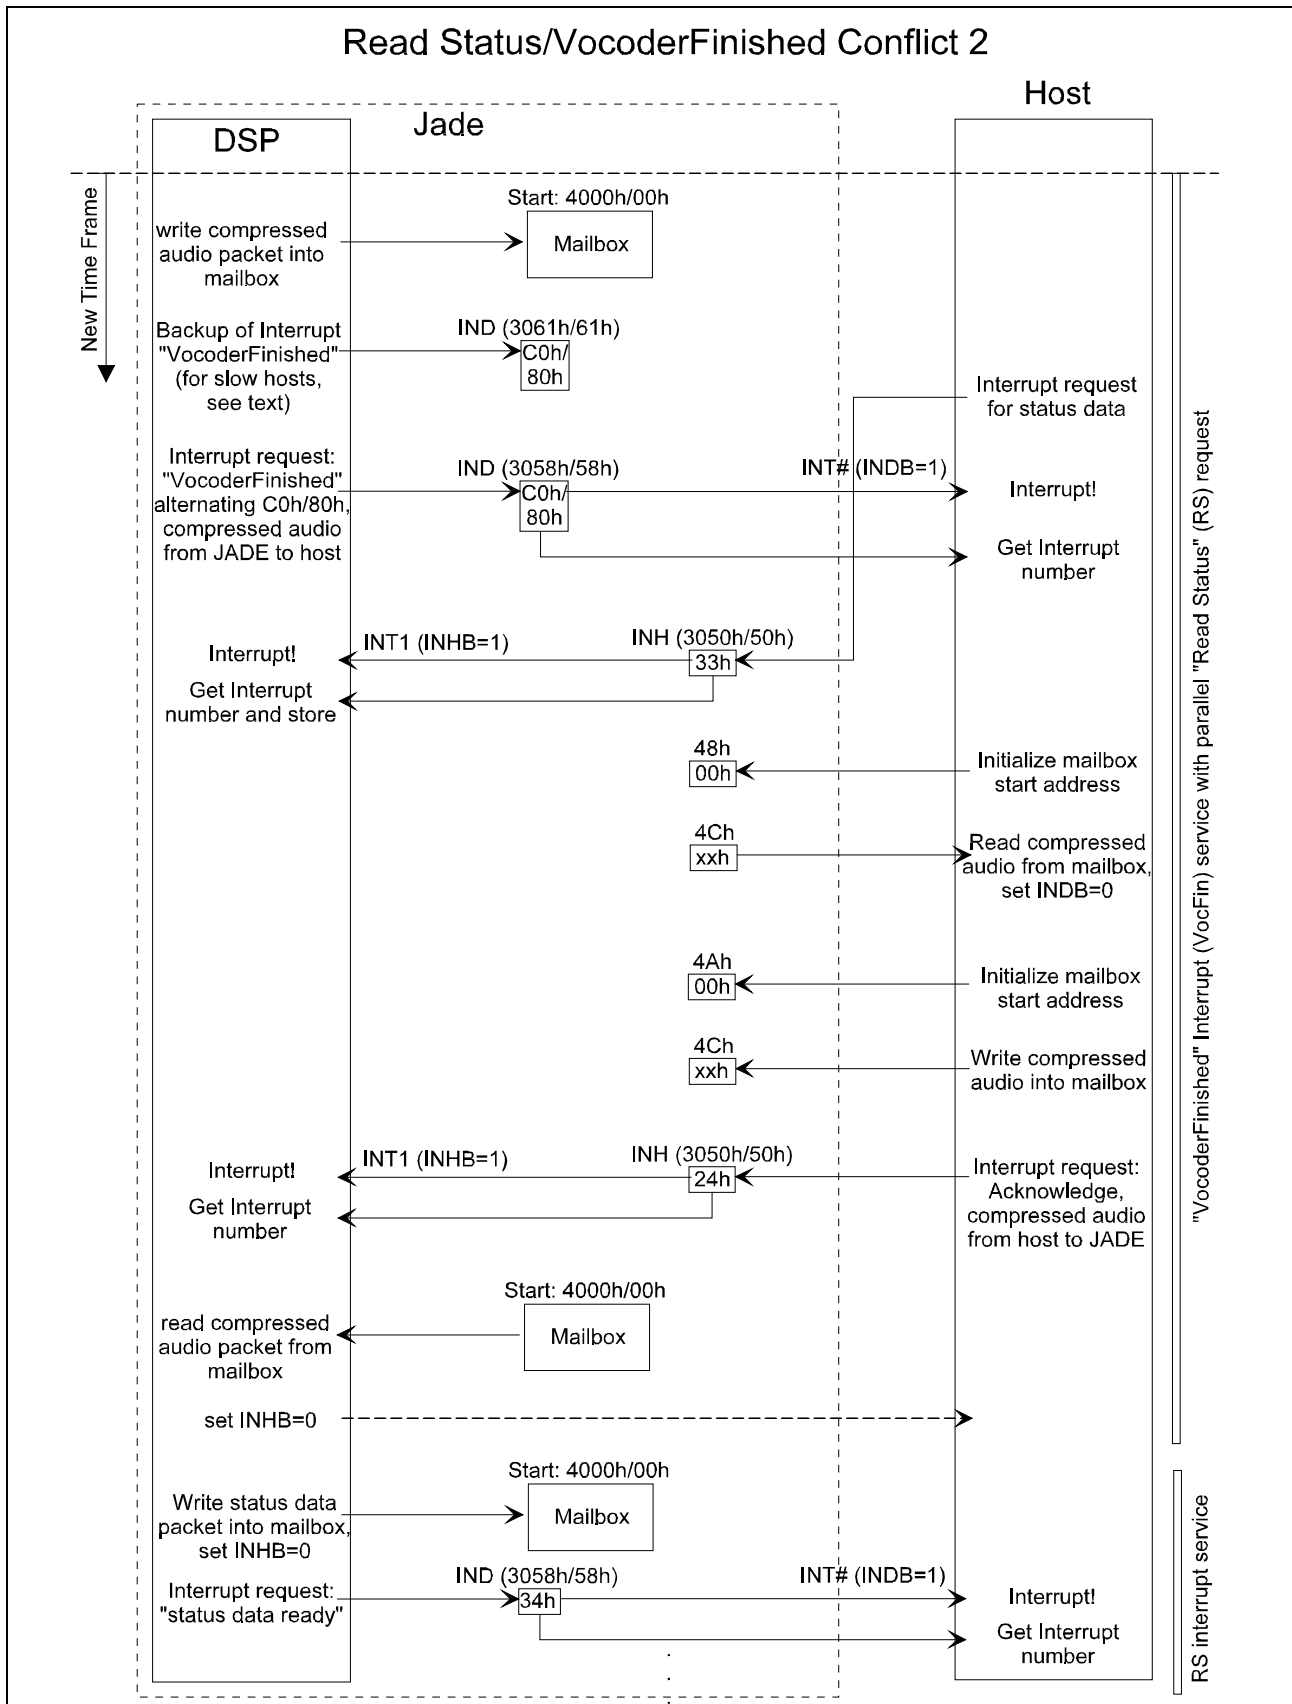 Read Status/VocoderFinished Conflict 2
Host
Jade
DSP
New Time Frame
Start: 4000h/00h
write compressed
audio packet into
mailbox
Mailbox
Backup of Interrupt
"VocoderFinished"
(for slow hosts,
see text)
IND (3061h/61h)
C0h/
80h
Interrupt request
for status data
Interrupt request:
"VocoderFinished"
alternating C0h/80h,
compressed audio
from JADE to host
IND (3058h/58h)
C0h/
80h
INT# (INDB=1)
Interrupt!
Get Interrupt
number
Interrupt!
INT1 (INHB=1)
INH (3050h/50h)
33h
Get Interrupt
number and store
48h
00h
Initialize mailbox
start address
4Ch
xxh
Read compressed
audio from mailbox,
set INDB=0
4Ah
00h
Initialize mailbox
start address
4Ch
xxh
Write compressed
audio into mailbox
Interrupt!
INT1 (INHB=1)
INH (3050h/50h)
24h
Get Interrupt
number
Interrupt request:
Acknowledge,
compressed audio
from host to JADE
Start: 4000h/00h
read compressed
audio packet from
mailbox
Mailbox
set INHB=0
"VocoderFinished" Interrupt (VocFin) service with parallel "Read Status" (RS) request
Start: 4000h/00h
Write status data
packet into mailbox,
set INHB=0
Mailbox
Interrupt request:
"status data ready"
IND (3058h/58h)
34h
INT# (INDB=1)
Interrupt!
Get Interrupt
number
RS interrupt service